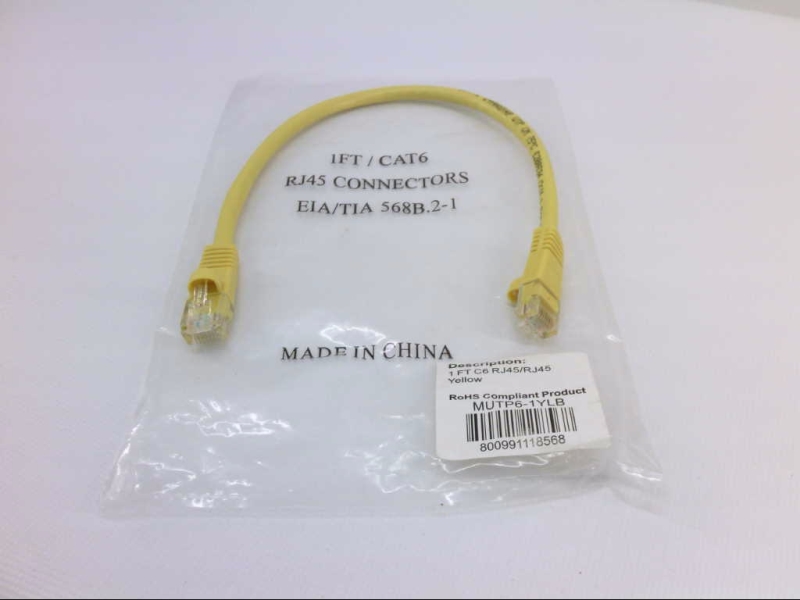 1FT / CAT6
RJ45 CONNECTORS
EIA/TIA 568B.2-1
MADE IN CHINA
Description:
1 FT C6 RJ45/RJ45
Yellow
RoHS Compliant Product
MUTP6-1YLB
800991118568